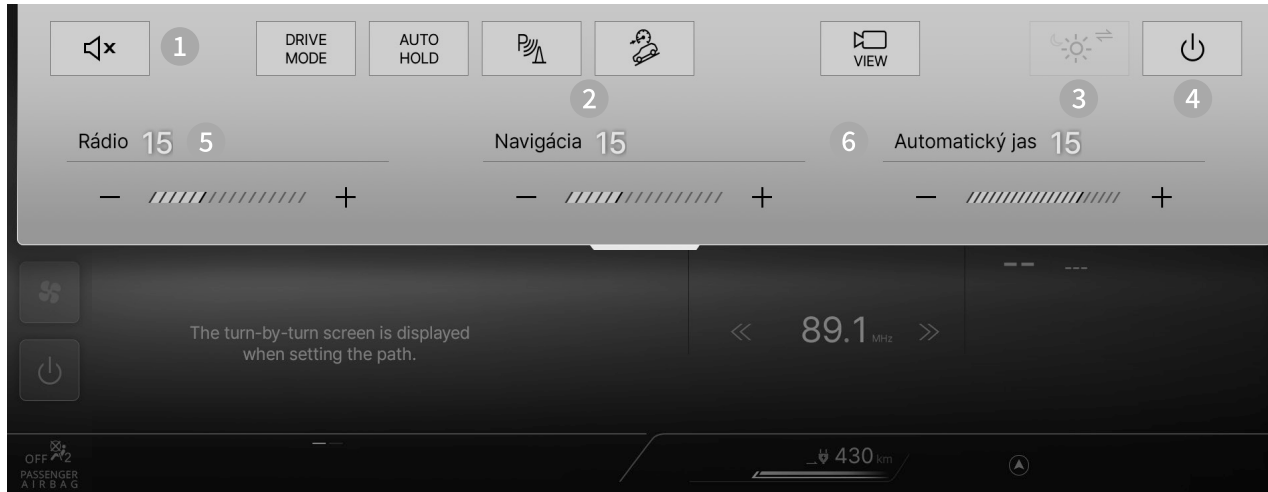 1
DRIVE
MODE
AUTO
HOLD
P
VIEW
2
3
4
Rádio 15 5
Navigácia 15
6 Automatický jas 15
The turn-by-turn screen is displayed
when setting the path.
89.1 MHz
OFF 2
PASSENGER
AIRBAG
430 km